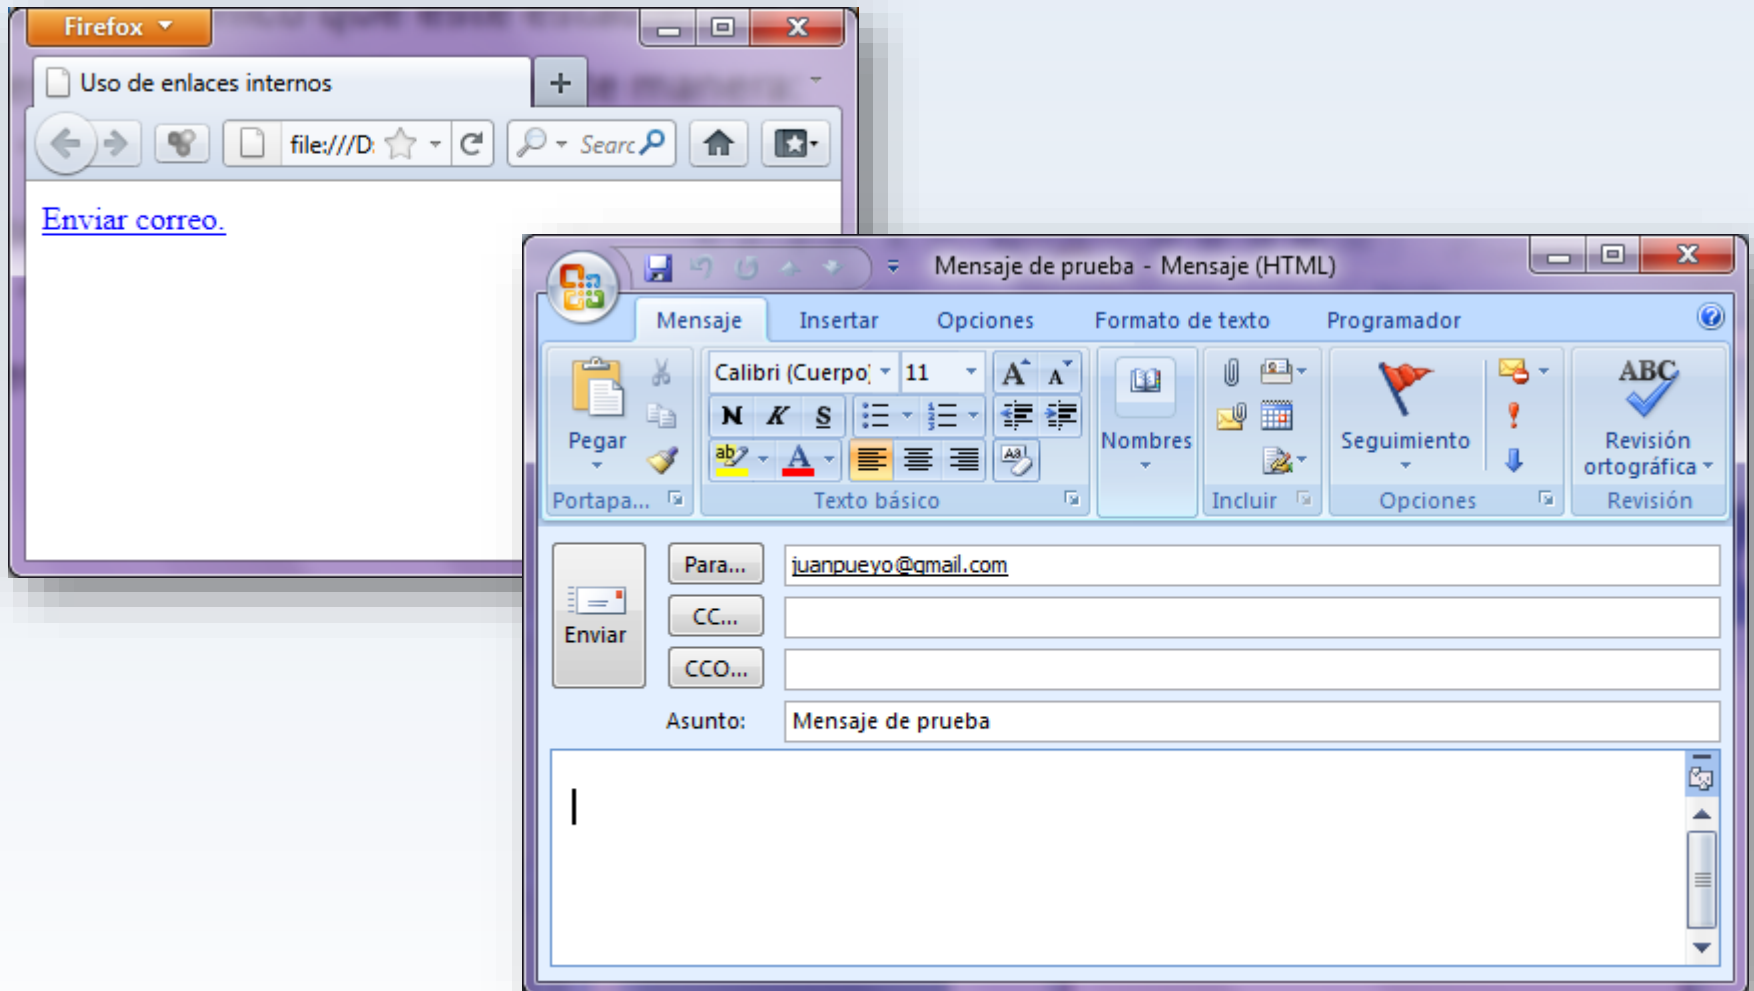 Firefox
Uso de enlaces internos
file:///D:
Searc
Enviar correo.
Mensaje de prueba - Mensaje (HTML)
Mensaje Insertar Opciones Formato de texto Programador
Calibri (Cuerpo) 11 A A ABC
N K S
Pegar Nombres Seguimiento Revisión
ortográfica
ab A Aa
Portapa... Texto básico Incluir Opciones Revisión
Para... juanpueyo@gmail.com
Enviar
CC...
CCO...
Asunto: Mensaje de prueba